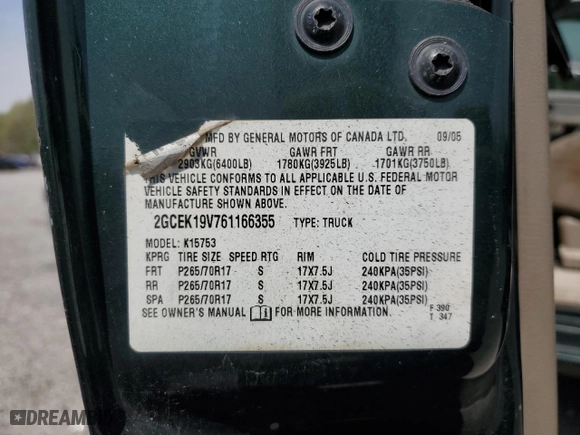 MFD BY GENERAL MOTORS OF CANADA LTD. 09/05
GVWR GAWR FRT GAWR RR
2903KG(6400LB) 1780KG(3925LB) 1701KG(3750LB)
THIS VEHICLE CONFORMS TO ALL APPLICABLE U.S. FEDERAL MOTOR
VEHICLE SAFETY STANDARDS IN EFFECT ON THE DATE OF
MANUFACTURE SHOWN ABOVE.
2GCEK19V761166355 TYPE: TRUCK
MODEL: K15753
KPRG TIRE SIZE SPEED RTG RIM COLD TIRE PRESSURE
FRT P265/70R17 S 17X7.5J 240KPA(35PSI)
RR P265/70R17 S 17X7.5J 240KPA(35PSI)
SPA P265/70R17 S 17X7.5J 240KPA(35PSI)
SEE OWNER'S MANUAL FOR MORE INFORMATION.
F 390
T 347
DREAMBID